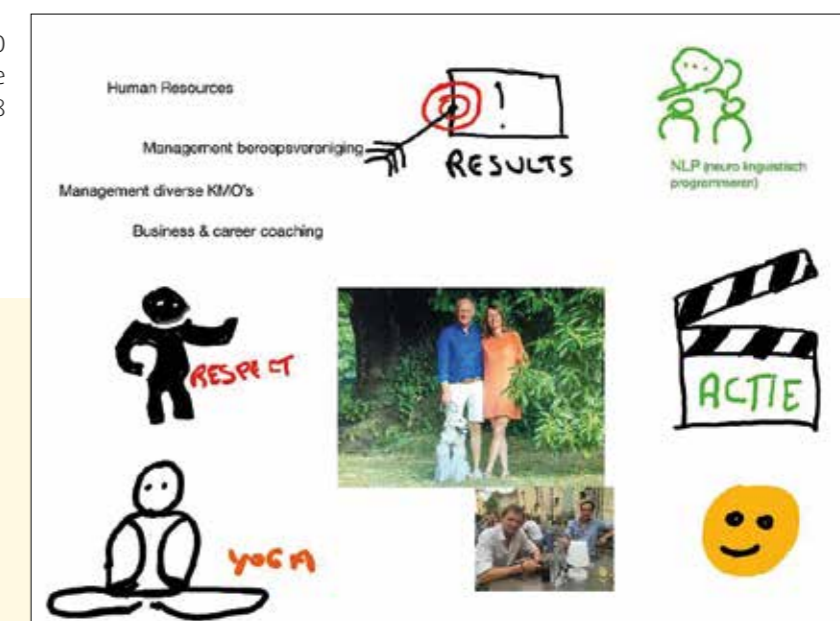 Human Resources
Management beroepsvereniging
Management diverse KMO's
Business & career coaching
!
RESULTS
NLP (neuro linguistisch
programmeren)
RESPECT
ACTIE
YOGA